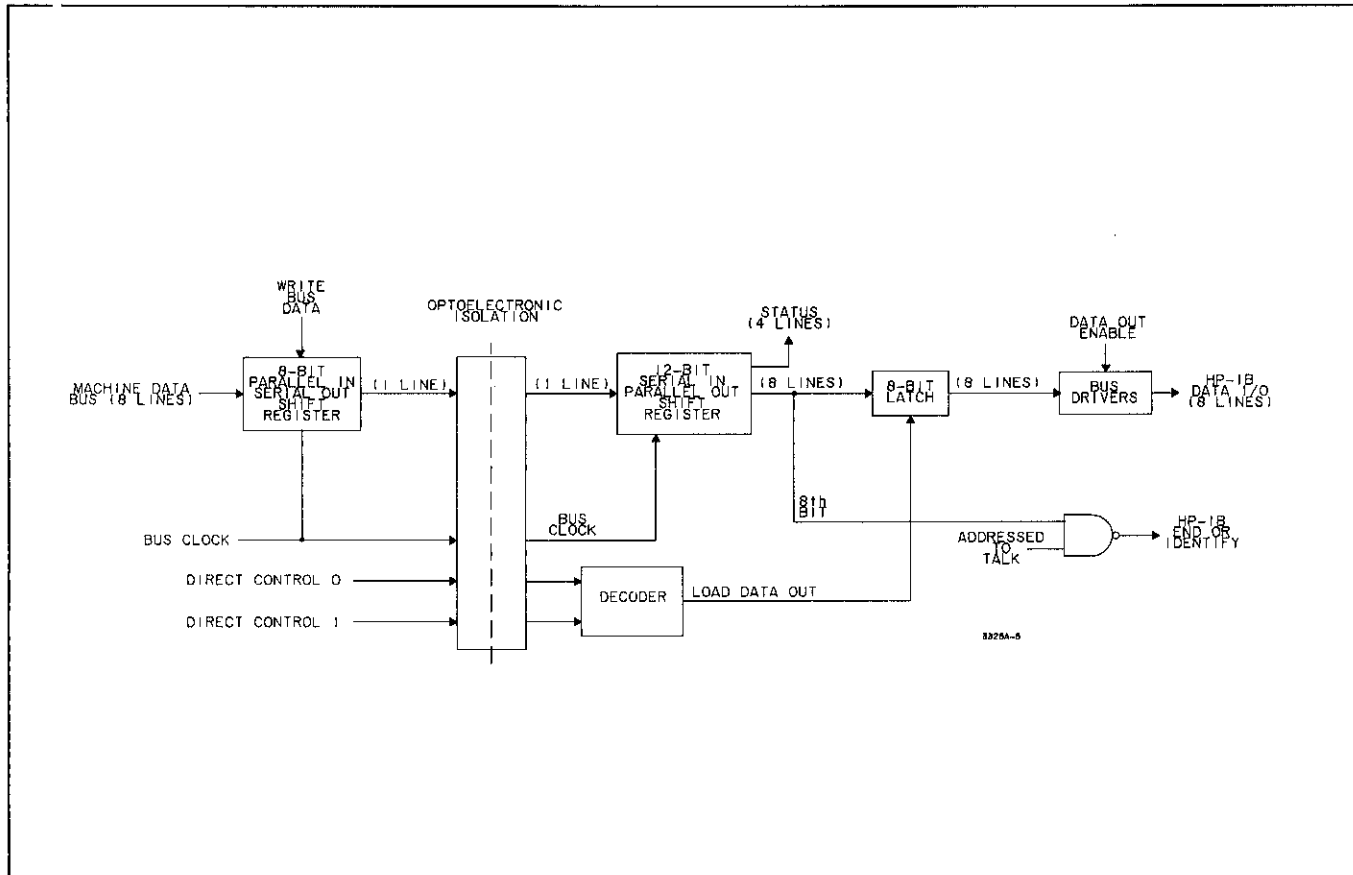 WRITE
BUS
DATA
OPTOELECTRONIC
ISOLATION
STATUS
(4 LINES)
DATA OUT
ENABLE
MACHINE DATA
BUS (8 LINES)
8-BIT
PARALLEL IN
SERIAL OUT
SHIFT
REGISTER
(1 LINE)
(1 LINE)
12-BIT
SERIAL IN
PARALLEL OUT
SHIFT
REGISTER
(8 LINES)
8-BIT
LATCH
(8 LINES)
BUS
DRIVERS
HP-IB
DATA I/O
(8 LINES)
8th
BIT
BUS CLOCK
BUS
CLOCK
ADDRESSED
TO
TALK
HP-IB
END OR
IDENTIFY
DIRECT CONTROL 0
DIRECT CONTROL 1
DECODER
LOAD DATA OUT
3325A-5